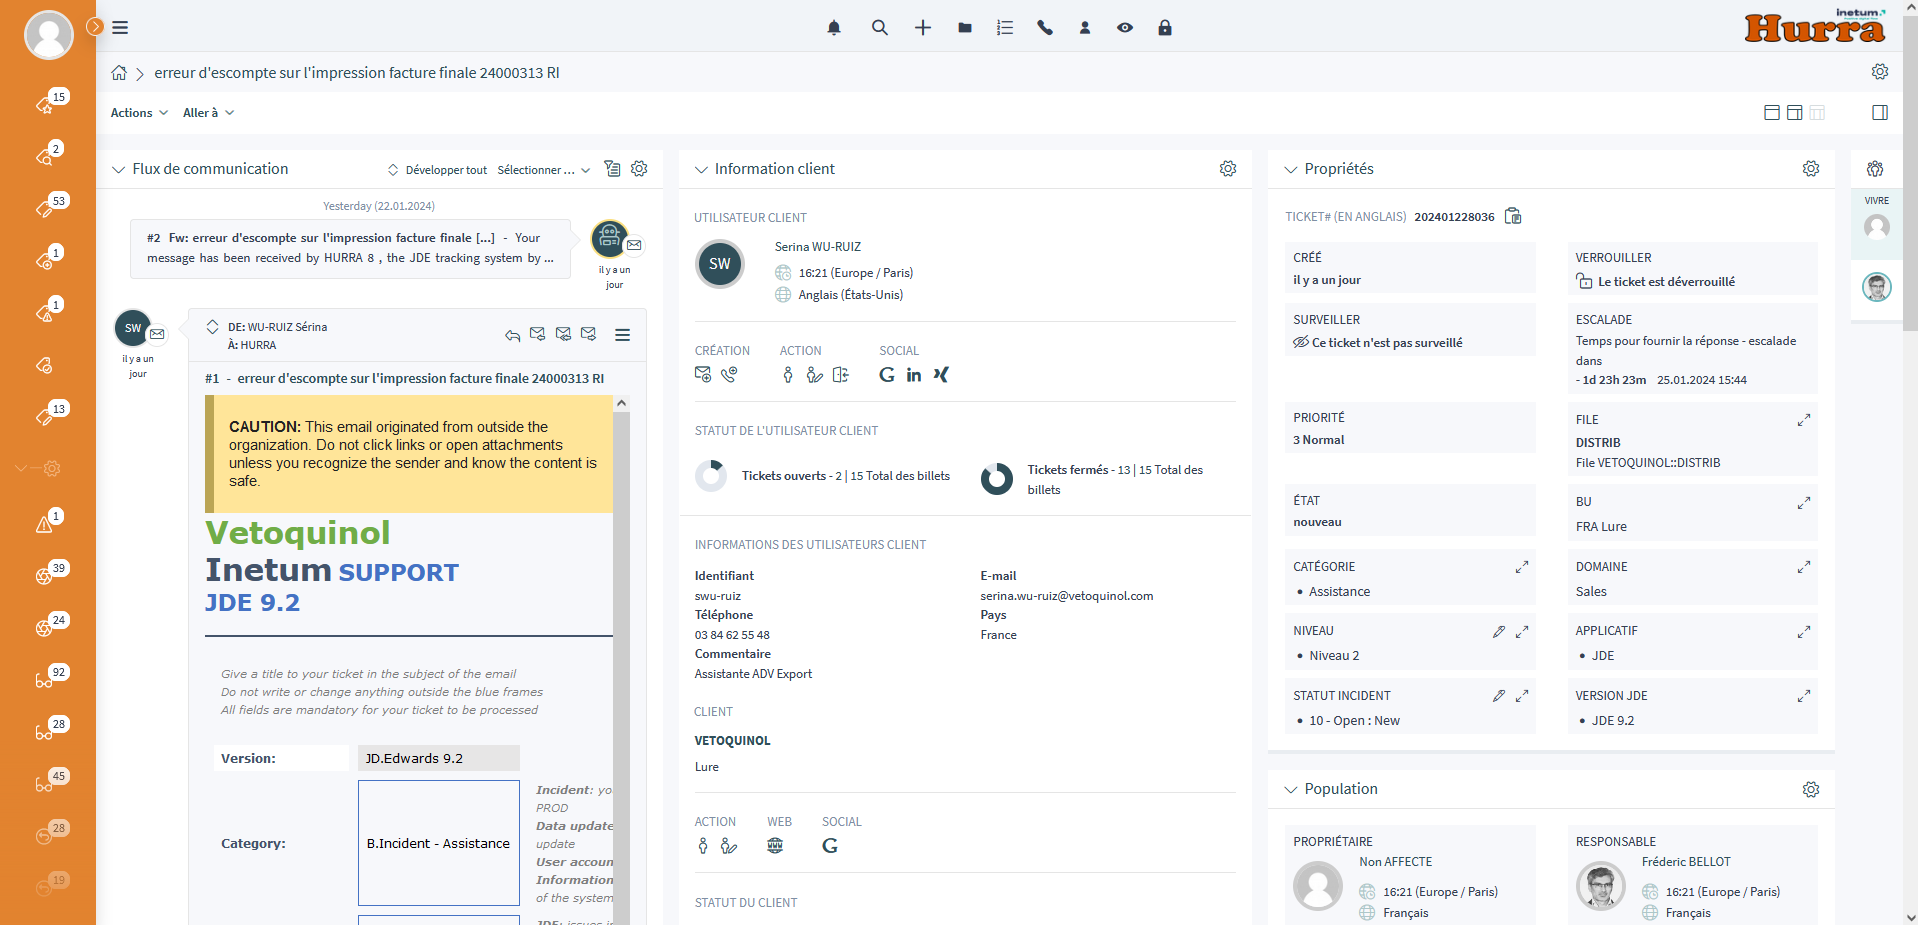 inetum
Hurra
erreur d'escompte sur l'impression facture finale 24000313 RI
Actions
Aller à
15
2
53
1
1
13
1
39
24
92
28
45
28
19
Flux de communication
Développer tout
Sélectionner ...
Yesterday (22.01.2024)
#2 Fw: erreur d'escompte sur l'impression facture finale [...] - Your
message has been received by HURRA 8 , the JDE tracking system by ...
il y a un
jour
SW
il y a un
jour
DE: WU-RUIZ Sérina
À: HURRA
#1 - erreur d'escompte sur l'impression facture finale 24000313 RI
CAUTION: This email originated from outside the
organization. Do not click links or open attachments
unless you recognize the sender and know the content is
safe.
Vetoquinol
Inetum SUPPORT
JDE 9.2
Give a title to your ticket in the subject of the email
Do not write or change anything outside the blue frames
All fields are mandatory for your ticket to be processed
Version:
JD.Edwards 9.2
Category:
B.Incident - Assistance
Incident: yo
PROD
Data update
update
User accoun
Information
of the system
JDE: issues i
Information client
UTILISATEUR CLIENT
SW
Serina WU-RUIZ
16:21 (Europe / Paris)
Anglais (États-Unis)
CRÉATION
ACTION
SOCIAL
STATUT DE L'UTILISATEUR CLIENT
Tickets ouverts - 2 | 15 Total des billets
Tickets fermés - 13 | 15 Total des
billets
INFORMATIONS DES UTILISATEURS CLIENT
Identifiant
swu-ruiz
Téléphone
03 84 62 55 48
Commentaire
Assistante ADV Export
E-mail
serina.wu-ruiz@vetoquinol.com
Pays
France
CLIENT
VETOQUINOL
Lure
ACTION
WEB
SOCIAL
STATUT DU CLIENT
Propriétés
TICKET# (EN ANGLAIS) 202401228036
CRÉÉ
il y a un jour
VERROUILLER
Le ticket est déverrouillé
SURVEILLER
Ce ticket n'est pas surveillé
ESCALADE
Temps pour fournir la réponse - escalade
dans
- 1d 23h 23m 25.01.2024 15:44
PRIORITÉ
3 Normal
FILE
DISTRIB
File VETOQUINOL::DISTRIB
ÉTAT
nouveau
BU
FRA Lure
CATÉGORIE
• Assistance
DOMAINE
Sales
NIVEAU
• Niveau 2
APPLICATIF
• JDE
STATUT INCIDENT
• 10 - Open : New
VERSION JDE
• JDE 9.2
Population
PROPRIÉTAIRE
Non AFFECTE
16:21 (Europe / Paris)
Français
RESPONSABLE
Fréderic BELLOT
16:21 (Europe / Paris)
Français
VIVRE